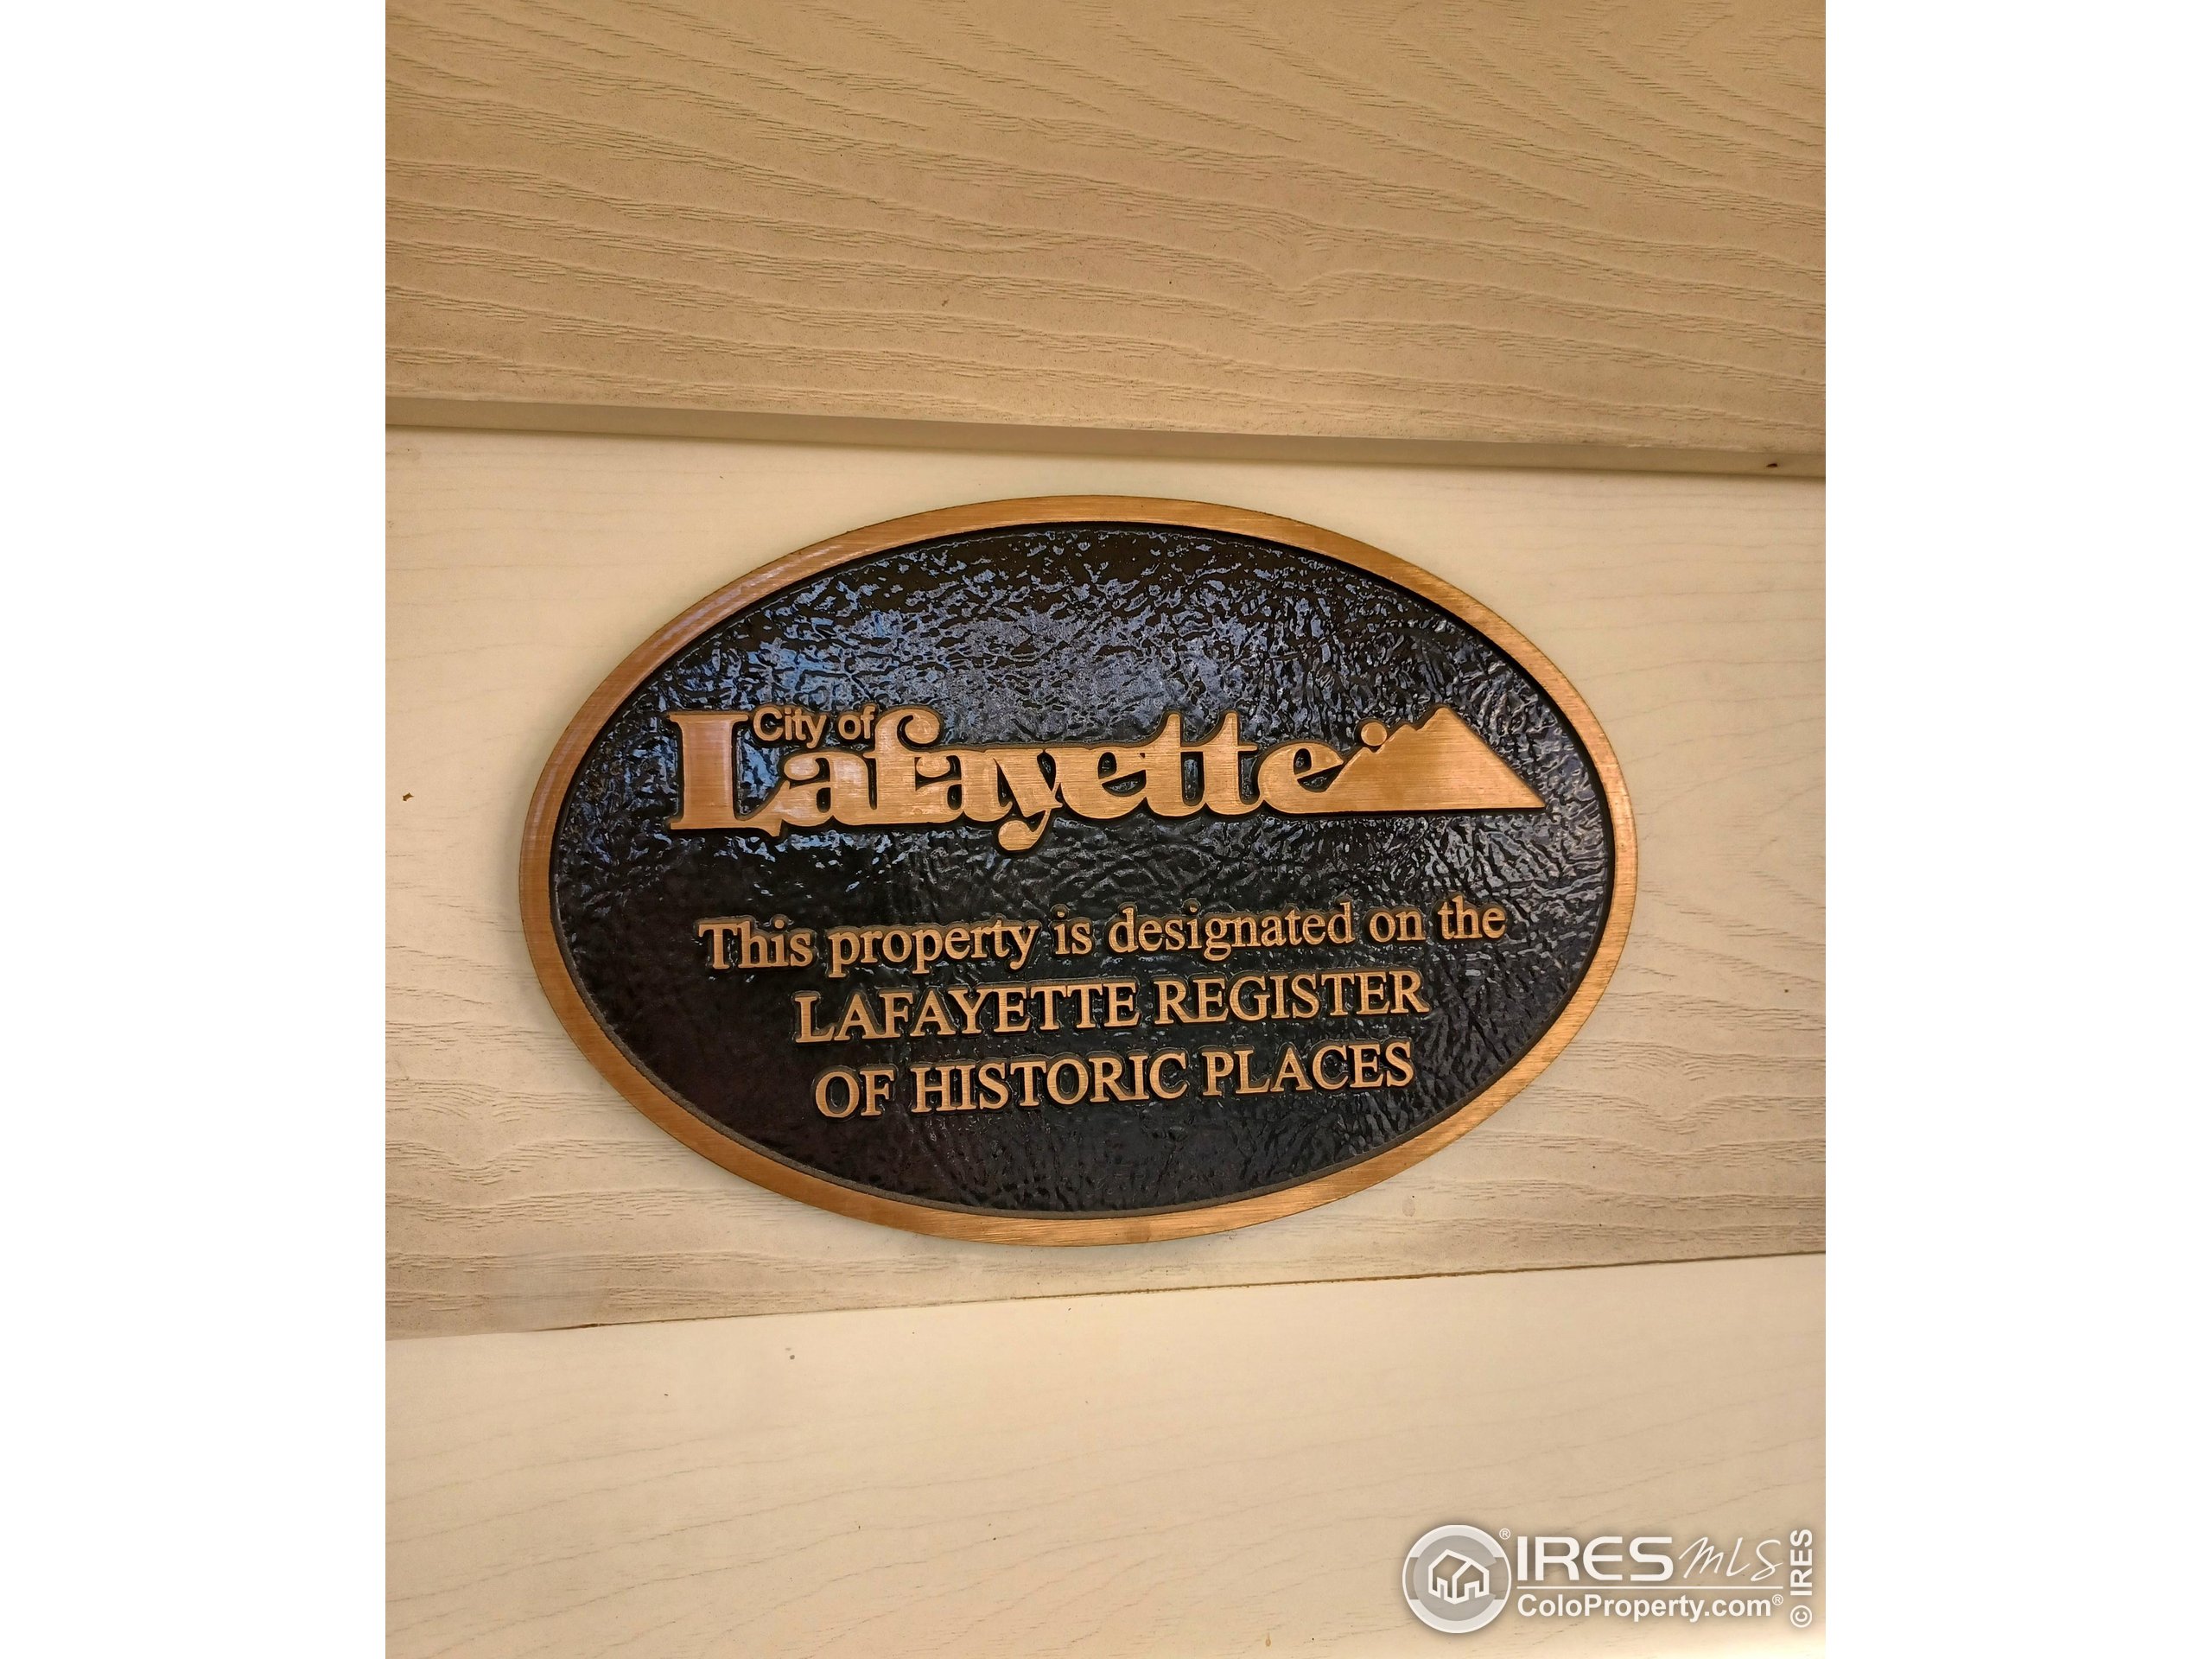 City of
Lafayette
This property is designated on the
LAFAYETTE REGISTER
OF HISTORIC PLACES
IRES MLS
ColoProperty.com®
© IRES